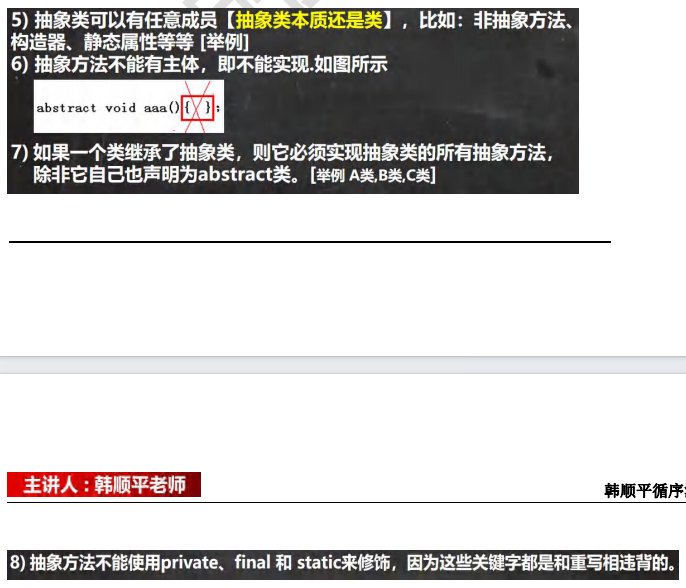 5) 抽象类可以有任意成员【抽象类本质还是类】，比如：非抽象方法、
构造器、静态属性等等 [举例]
6) 抽象方法不能有主体，即不能实现.如图所示
abstract void aaa(){ };
7) 如果一个类继承了抽象类，则它必须实现抽象类的所有抽象方法，
除非它自己也声明为abstract类。[举例 A类,B类,C类]
主讲人 : 韩顺平老师
韩顺平循序
8) 抽象方法不能使用private、final 和 static来修饰，因为这些关键字都是和重写相违背的。